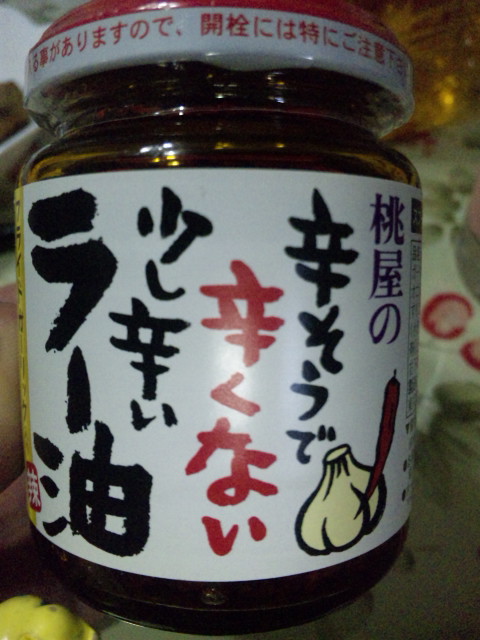 る事がありますので、開栓には特にご注意下さ
桃屋の
辛そうで
辛くない
少し辛い
ラー油